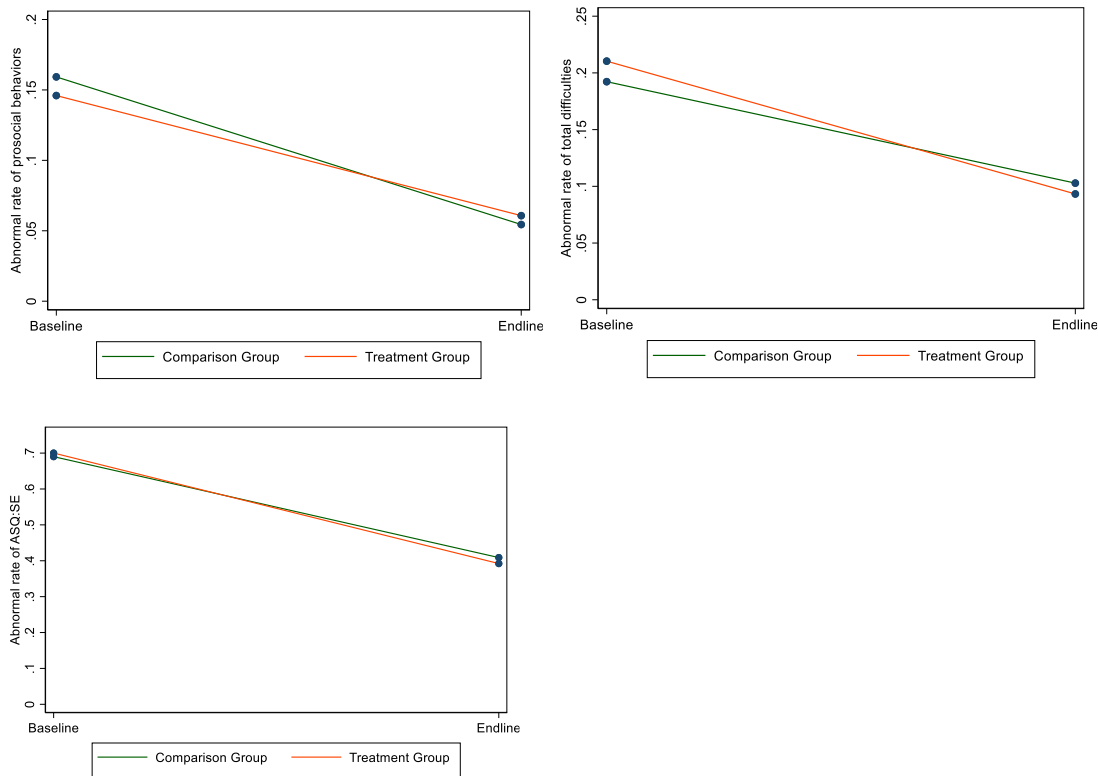 Abnormal rate of prosocial behaviors
.2
.15
.1
.05
0
Baseline
Endline
Comparison Group
Treatment Group
Abnormal rate of total difficulties
.25
.2
.15
.1
.05
0
Baseline
Endline
Comparison Group
Treatment Group
Abnormal rate of ASQ:SE
.7
.6
.5
.4
.3
.2
.1
0
Baseline
Endline
Comparison Group
Treatment Group